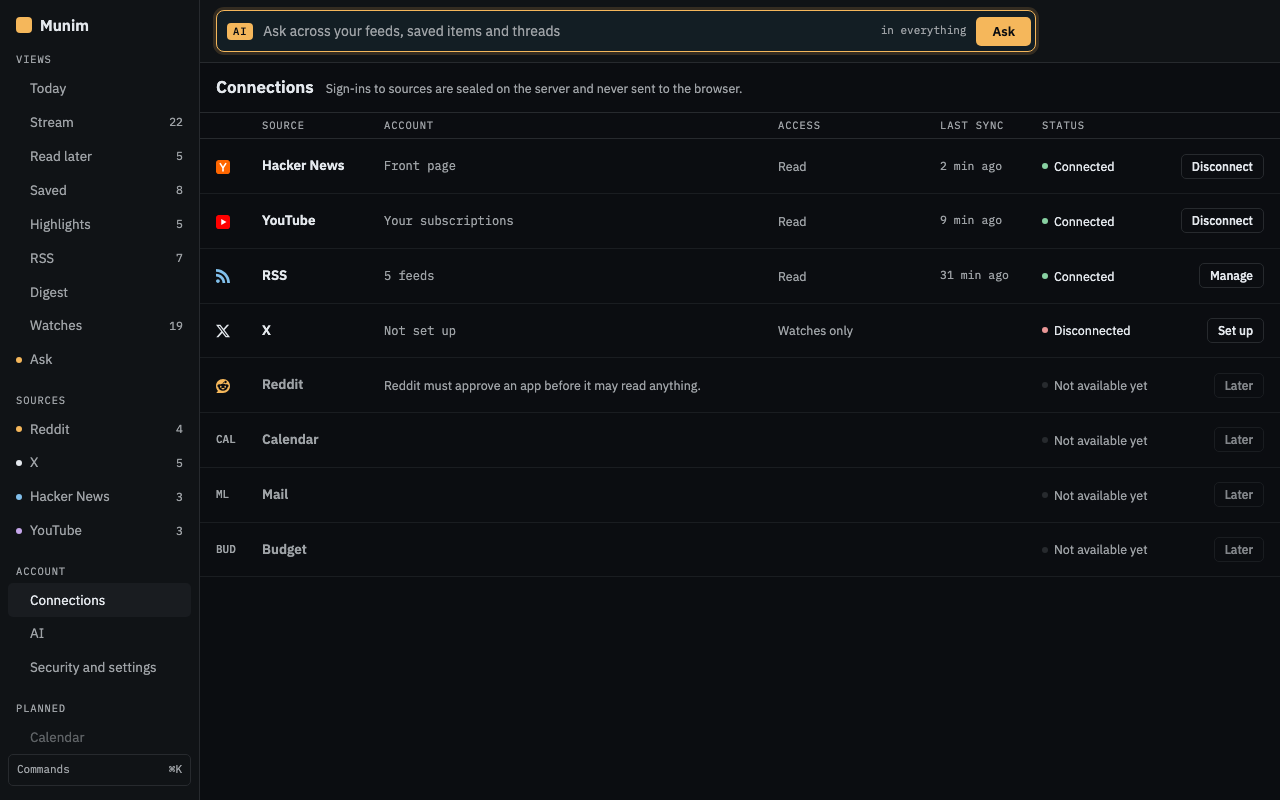 Munim
VIEWS
Today
Stream 22
Read later 5
Saved 8
Highlights 5
RSS 7
Digest
Watches 19
Ask
SOURCES
Reddit 4
X 5
Hacker News 3
YouTube 3
ACCOUNT
Connections
AI
Security and settings
PLANNED
Calendar
Commands ⌘K
AI Ask across your feeds, saved items and threads in everything Ask
Connections Sign-ins to sources are sealed on the server and never sent to the browser.
SOURCE ACCOUNT ACCESS LAST SYNC STATUS
Y Hacker News Front page Read 2 min ago Connected Disconnect
YouTube Your subscriptions Read 9 min ago Connected Disconnect
RSS 5 feeds Read 31 min ago Connected Manage
X Not set up Watches only Disconnected Set up
Reddit Reddit must approve an app before it may read anything. Not available yet Later
CAL Calendar Not available yet Later
ML Mail Not available yet Later
BUD Budget Not available yet Later